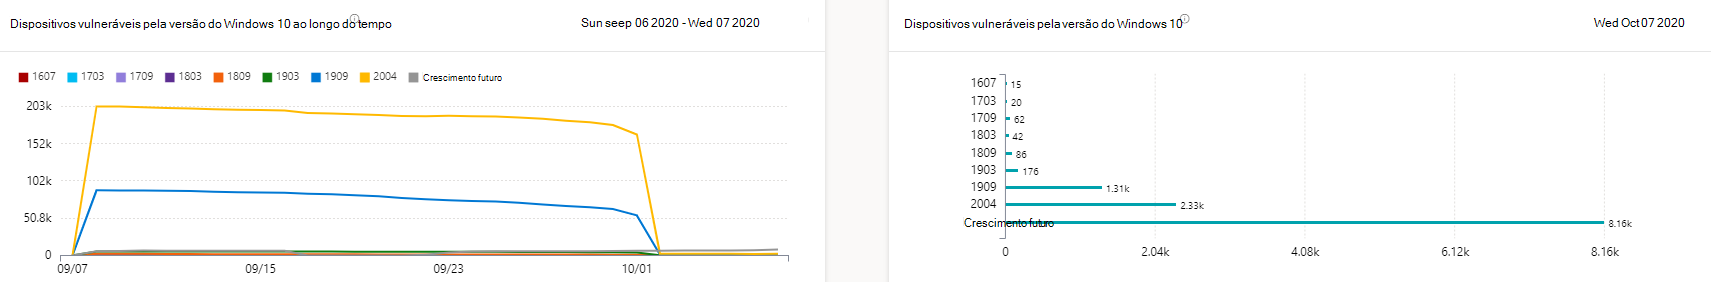 Dispositivos vulneráveis pela versão do Windows 10 ao longo do tempo
Sun seep 06 2020 - Wed 07 2020
1607 1703 1709 1803 1809 1903 1909 2004 Crescimento futuro
203k
152k
102k
50.8k
0
09/07 09/15 09/23 10/01
Dispositivos vulneráveis pela versão do Windows 10
Wed Oct 07 2020
1607 15
1703 20
1709 62
1803 42
1809 86
1903 176
1909 1.31k
2004 2.33k
Crescimento futuro 8.16k
0 2.04k 4.08k 6.12k 8.16k